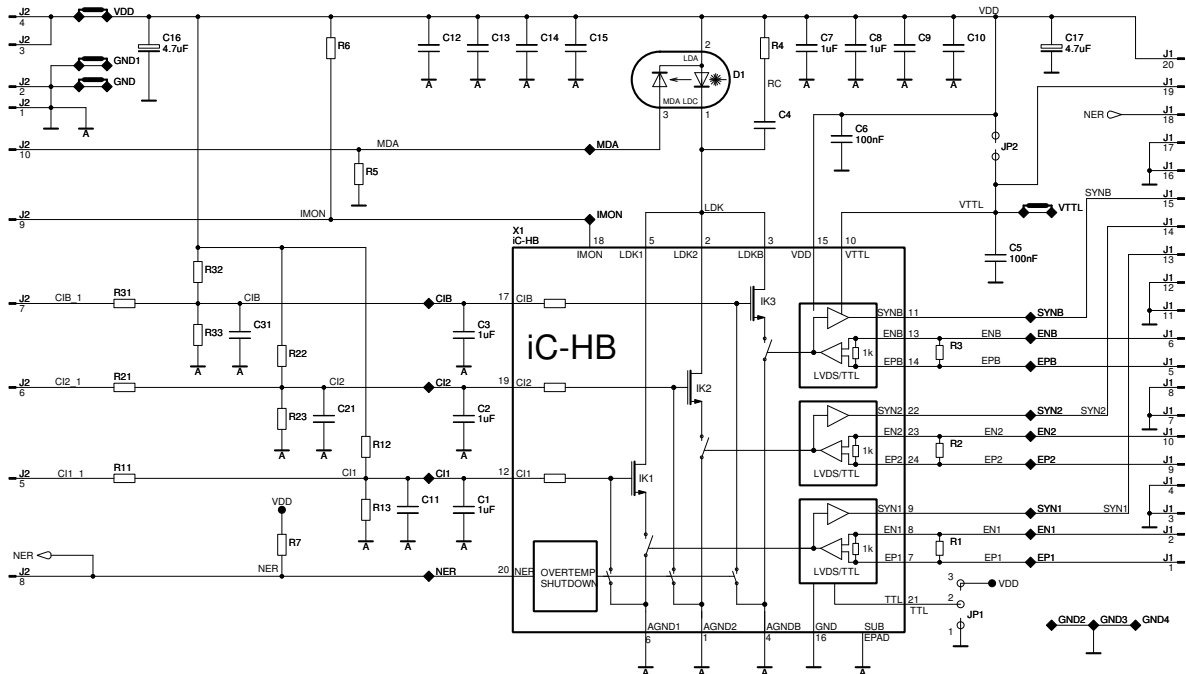 J2
4
VDD
J2
3
C16
4.7uF
GND1
J2
2
GND
J2
1
A
R6
C12
C13
C14
C15
A
A
A
A
2
LDA
D1
MDA LDC
3
1
R4
RC
C4
C7
1uF
C8
1uF
C9
C10
A
A
A
A
VDD
C17
4.7uF
J1
20
J1
19
NER
J1
18
J1
17
J1
16
J2
10
MDA
MDA
R5
C6
100nF
JP2
J2
9
IMON
IMON
LDK
VTTL
VTTL
SYNB
J1
15
J1
14
J1
13
J1
12
J1
11
C5
100nF
X1
iC-HB
18
5
2
3
15
10
IMON
LDK1
LDK2
LDKB
VDD
VTTL
R32
J2
7
CIB_1
R31
CIB
CIB
17
CIB
IK3
R33
C31
C3
1uF
A
A
A
iC-HB
SYNB
11
SYNB
ENB
13
ENB
ENB
J1
6
1k
R3
EPB
14
EPB
EPB
J1
5
LVDS/TTL
J1
8
J1
7
R22
J2
6
CI2_1
R21
CI2
CI2
19
CI2
IK2
R23
C21
C2
1uF
A
A
A
SYN2
22
SYN2
SYN2
EN2
23
EN2
EN2
J1
10
1k
R2
EP2
24
EP2
EP2
J1
9
LVDS/TTL
J1
4
J1
3
R12
J2
5
CI1_1
R11
CI1
CI1
12
CI1
IK1
R13
C11
C1
1uF
A
A
A
SYN1
9
SYN1
SYN1
EN1
8
EN1
EN1
J1
2
1k
R1
EP1
7
EP1
EP1
J1
1
LVDS/TTL
VDD
R7
NER
J2
8
NER
NER
20
NER
OVERTEMP
SHUTDOWN
TTL
21
TTL
3
VDD
2
JP1
1
AGND1
AGND2
AGNDB
GND
SUB
EPAD
6
1
4
16
A
A
A
A
GND2
GND3
GND4